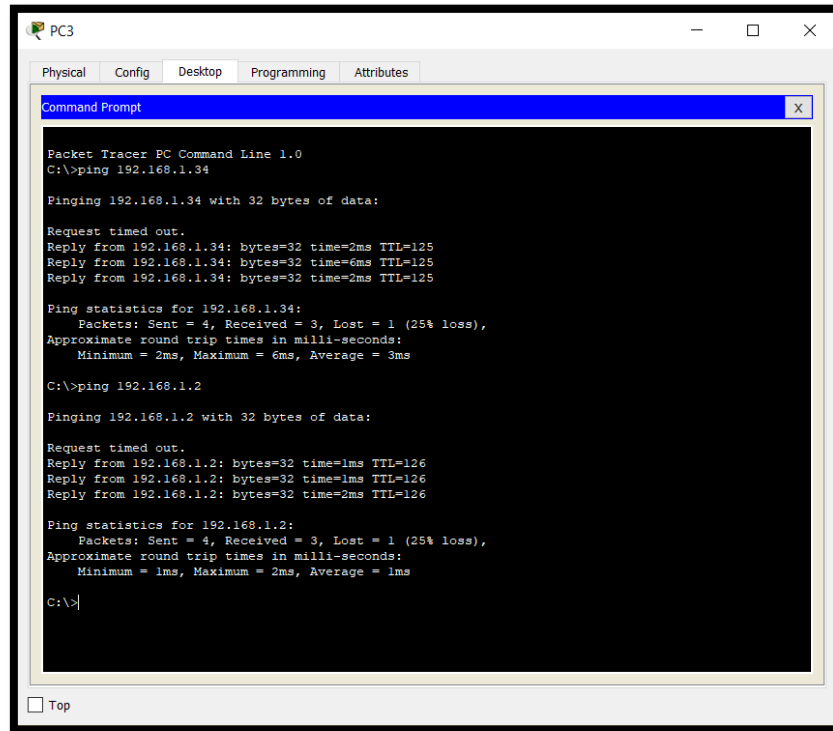 PC3
Physical Config Desktop Programming Attributes
Command Prompt
X
Packet Tracer PC Command Line 1.0
C:\>ping 192.168.1.34
Pinging 192.168.1.34 with 32 bytes of data:
Request timed out.
Reply from 192.168.1.34: bytes=32 time=2ms TTL=125
Reply from 192.168.1.34: bytes=32 time=6ms TTL=125
Reply from 192.168.1.34: bytes=32 time=2ms TTL=125
Ping statistics for 192.168.1.34:
    Packets: Sent = 4, Received = 3, Lost = 1 (25% loss),
Approximate round trip times in milli-seconds:
    Minimum = 2ms, Maximum = 6ms, Average = 3ms
C:\>ping 192.168.1.2
Pinging 192.168.1.2 with 32 bytes of data:
Request timed out.
Reply from 192.168.1.2: bytes=32 time=1ms TTL=126
Reply from 192.168.1.2: bytes=32 time=1ms TTL=126
Reply from 192.168.1.2: bytes=32 time=2ms TTL=126
Ping statistics for 192.168.1.2:
    Packets: Sent = 4, Received = 3, Lost = 1 (25% loss),
Approximate round trip times in milli-seconds:
    Minimum = 1ms, Maximum = 2ms, Average = 1ms
C:\>
Top